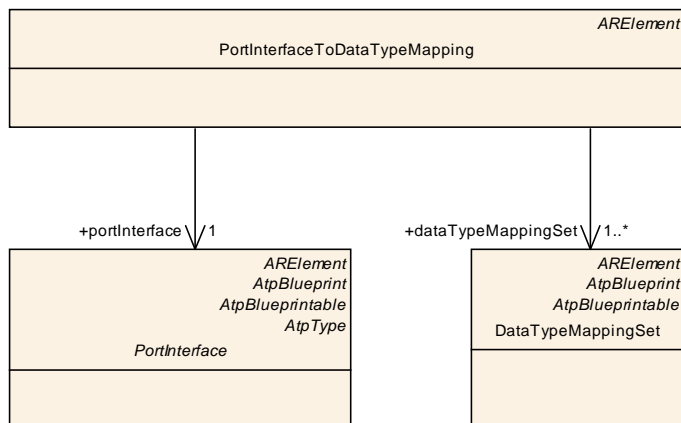 ARElement
PortInterfaceToDataTypeMapping
+portInterface 1
+dataTypeMappingSet 1..*
ARElement
AtpBlueprint
AtpBlueprintable
AtpType
PortInterface
ARElement
AtpBlueprint
AtpBlueprintable
DataTypeMappingSet